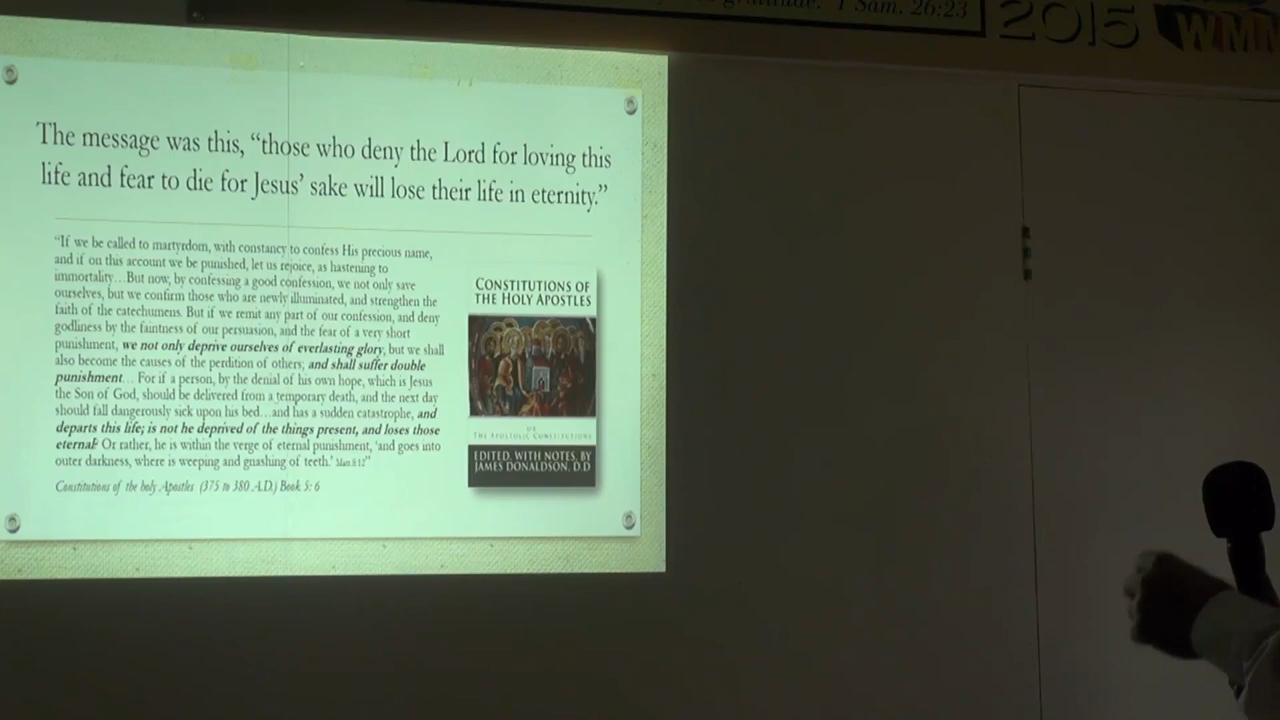 gratitude." 1 Sam. 26:23
2015 WMM
The message was this, “those who deny the Lord for loving this
life and fear to die for Jesus’ sake will lose their life in eternity.”
“If we be called to martyrdom, with constancy to confess His precious name,
and if on this account we be punished, let us rejoice, as hastening to
immortality…But now, by confessing a good confession, we not only save
ourselves, but we confirm those who are newly illuminated, and strengthen the
faith of the catechumens. But if we remit any part of our confession, and deny
godliness by the faintness of our persuasion, and the fear of a very short
punishment, we not only deprive ourselves of everlasting glory, but we shall
also become the causes of the perdition of others; and shall suffer double
punishment… For if a person, by the denial of his own hope, which is Jesus
the Son of God, should be delivered from a temporary death, and the next day
should fall dangerously sick upon his bed…and has a sudden catastrophe, and
departs this life; is not he deprived of the things present, and loses those
eternal? Or rather, he is within the verge of eternal punishment, ‘and goes into
outer darkness, where is weeping and gnashing of teeth.’ Matt 8:12”
Constitutions of the holy Apostles (375 to 380 A.D.) Book 5: 6
CONSTITUTIONS OF
THE HOLY APOSTLES
OR
THE APOSTOLIC CONSTITUTIONS
EDITED, WITH NOTES, BY
JAMES DONALDSON, D.D